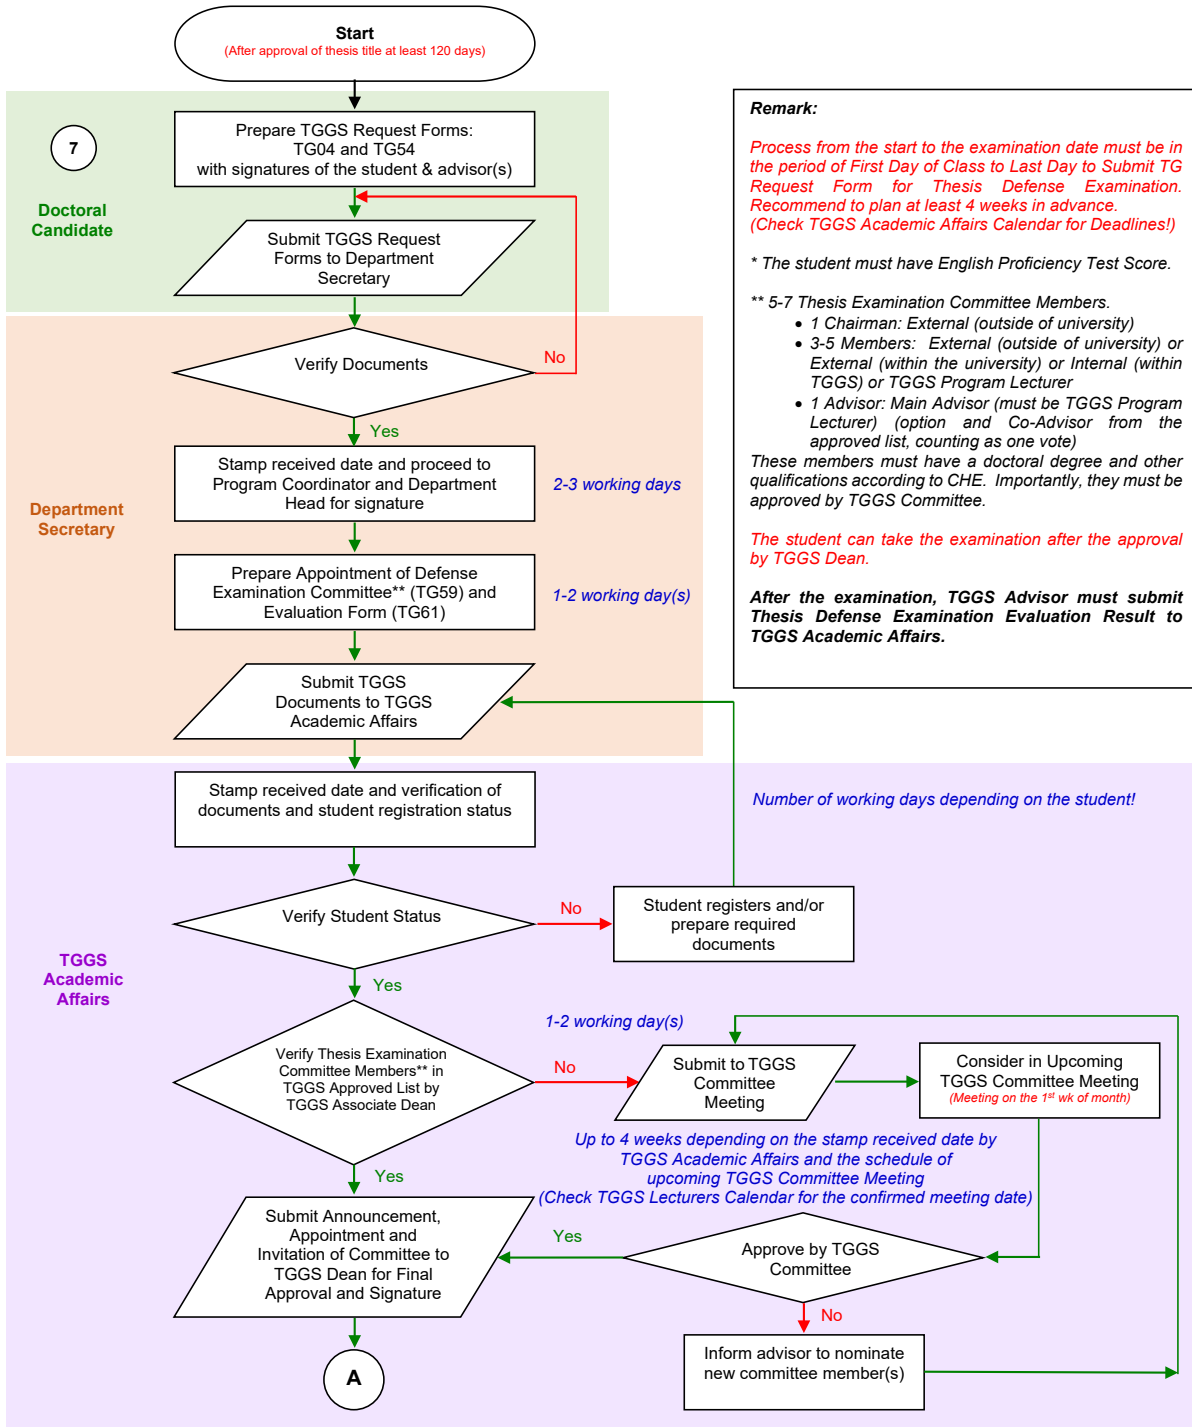 Start
(After approval of thesis title at least 120 days)
7
Doctoral
Candidate
Prepare TGGS Request Forms:
TG04 and TG54
with signatures of the student & advisor(s)
Submit TGGS Request
Forms to Department
Secretary
Remark:
Process from the start to the examination date must be in
the period of First Day of Class to Last Day to Submit TG
Request Form for Thesis Defense Examination.
Recommend to plan at least 4 weeks in advance.
(Check TGGS Academic Affairs Calendar for Deadlines!)
* The student must have English Proficiency Test Score.
** 5-7 Thesis Examination Committee Members.
• 1 Chairman: External (outside of university)
• 3-5 Members: External (outside of university) or
External (within the university) or Internal (within
TGGS) or TGGS Program Lecturer
• 1 Advisor: Main Advisor (must be TGGS Program
Lecturer) (option and Co-Advisor from the
approved list, counting as one vote)
These members must have a doctoral degree and other
qualifications according to CHE. Importantly, they must be
approved by TGGS Committee.
The student can take the examination after the approval
by TGGS Dean.
After the examination, TGGS Advisor must submit
Thesis Defense Examination Evaluation Result to
TGGS Academic Affairs.
Department
Secretary
Verify Documents
No
Yes
Stamp received date and proceed to
Program Coordinator and Department
Head for signature
2-3 working days
Prepare Appointment of Defense
Examination Committee** (TG59) and
Evaluation Form (TG61)
1-2 working day(s)
Submit TGGS
Documents to TGGS
Academic Affairs
TGGS
Academic
Affairs
Stamp received date and verification of
documents and student registration status
Number of working days depending on the student!
Verify Student Status
No
Student registers and/or
prepare required
documents
Yes
1-2 working day(s)
Verify Thesis Examination
Committee Members** in
TGGS Approved List by
TGGS Associate Dean
No
Submit to TGGS
Committee
Meeting
Consider in Upcoming
TGGS Committee Meeting
(Meeting on the 1st wk of month)
Up to 4 weeks depending on the stamp received date by
TGGS Academic Affairs and the schedule of
upcoming TGGS Committee Meeting
(Check TGGS Lecturers Calendar for the confirmed meeting date)
Yes
Submit Announcement,
Appointment and
Invitation of Committee to
TGGS Dean for Final
Approval and Signature
Yes
Approve by TGGS
Committee
No
Inform advisor to nominate
new committee member(s)
A